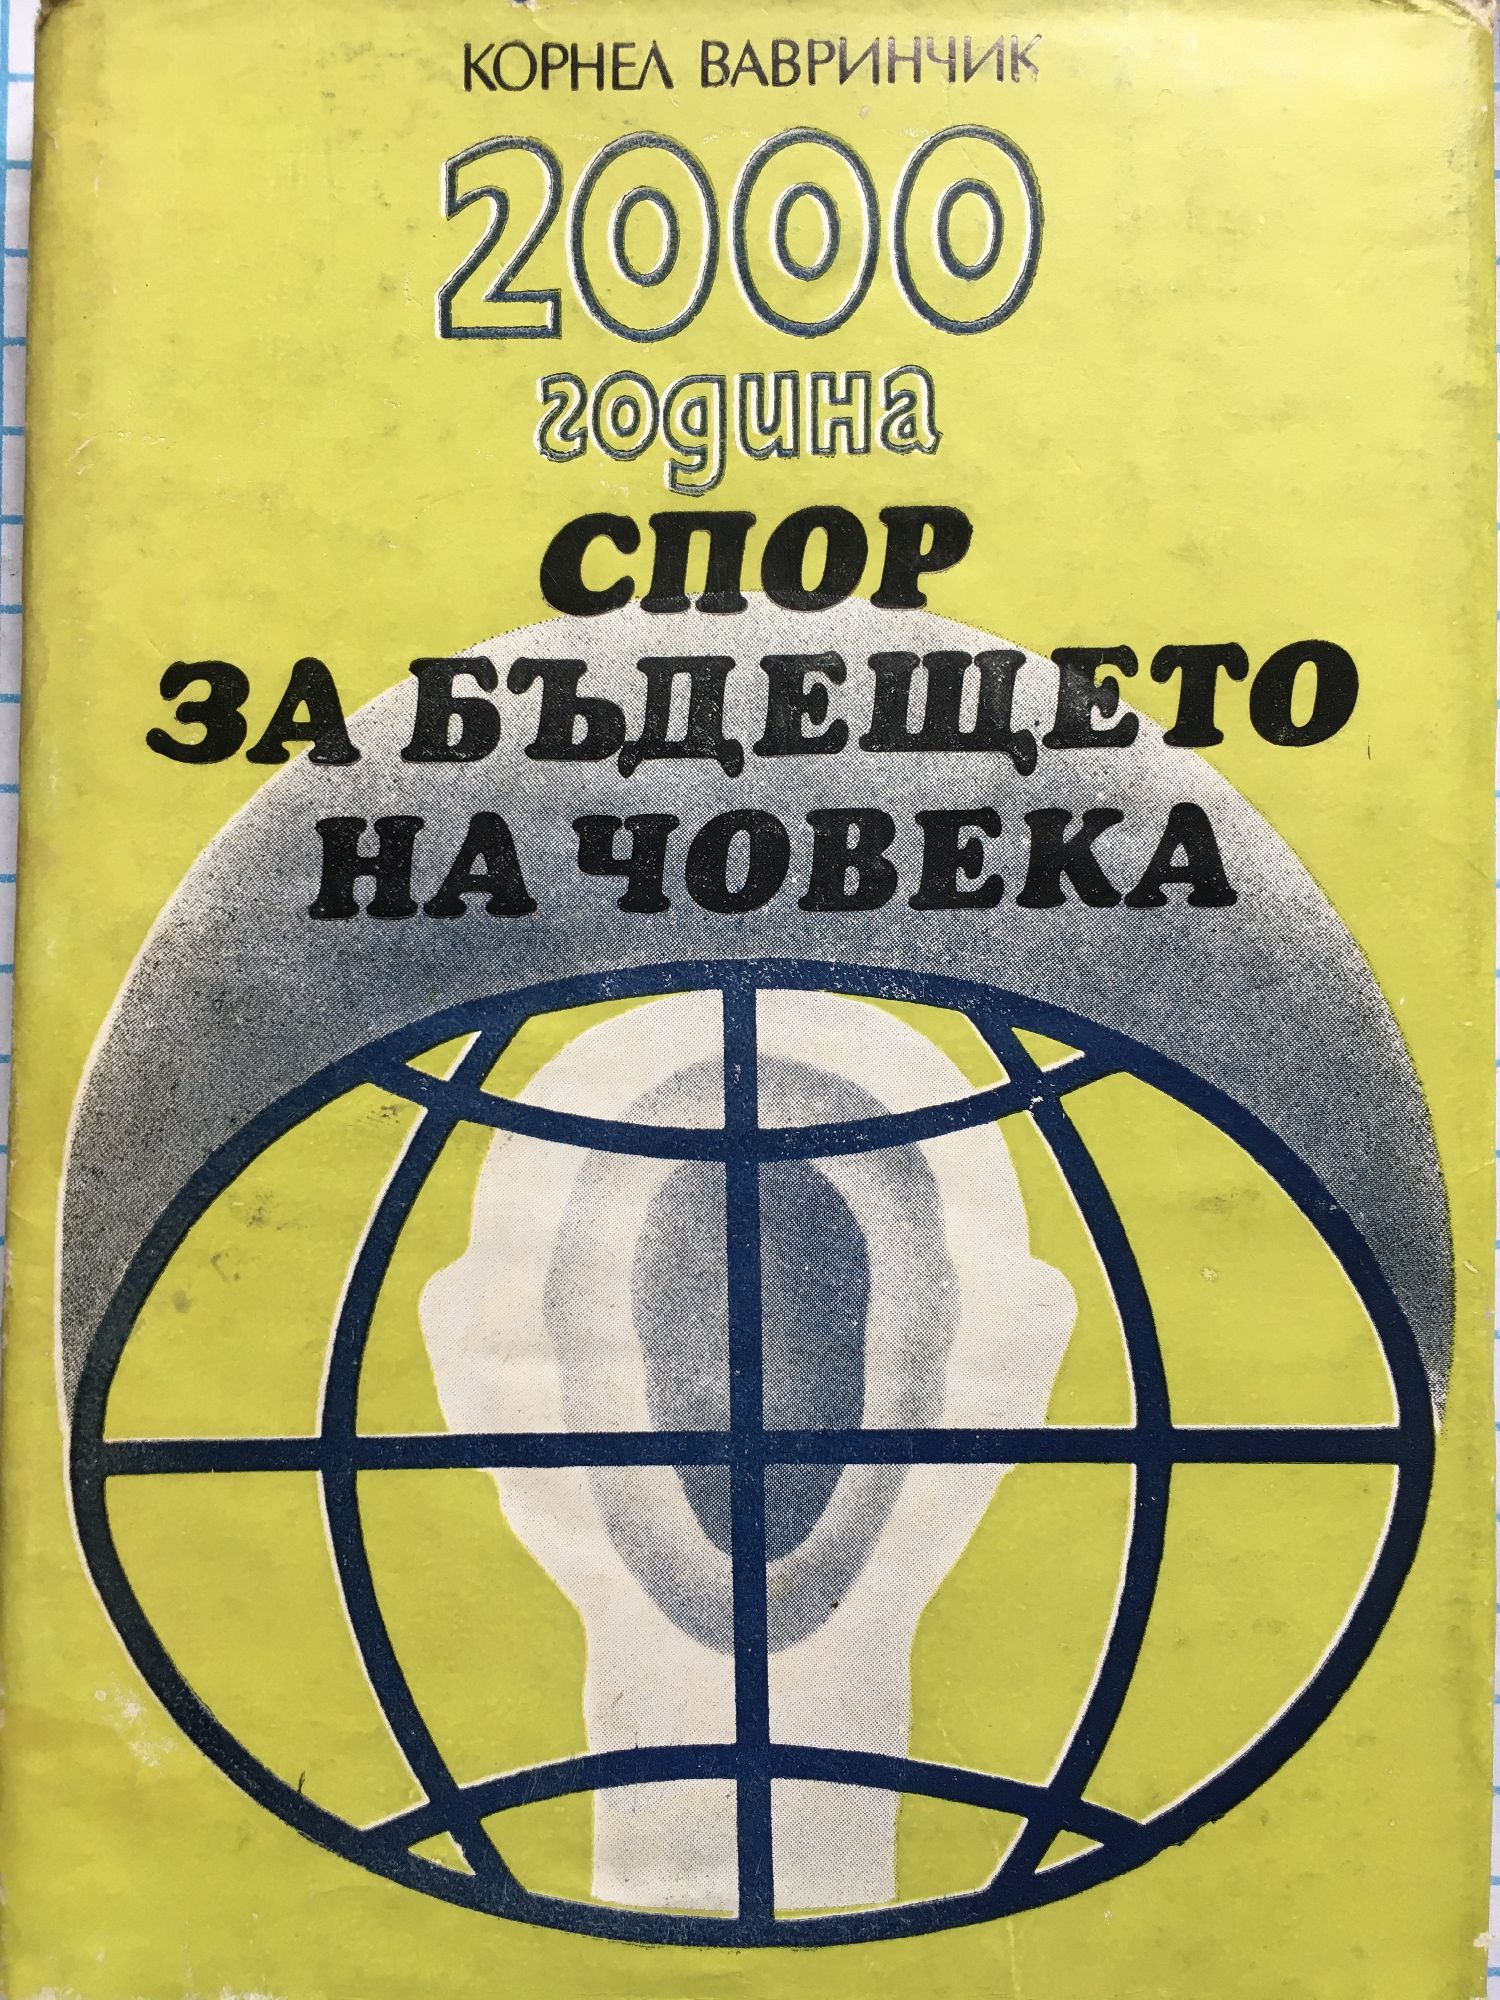 КОРНЕЛ ВАВРИНЧИК
2000
година
СПОР
ЗА БЪДЕЩЕТО
НА ЧОВЕКА